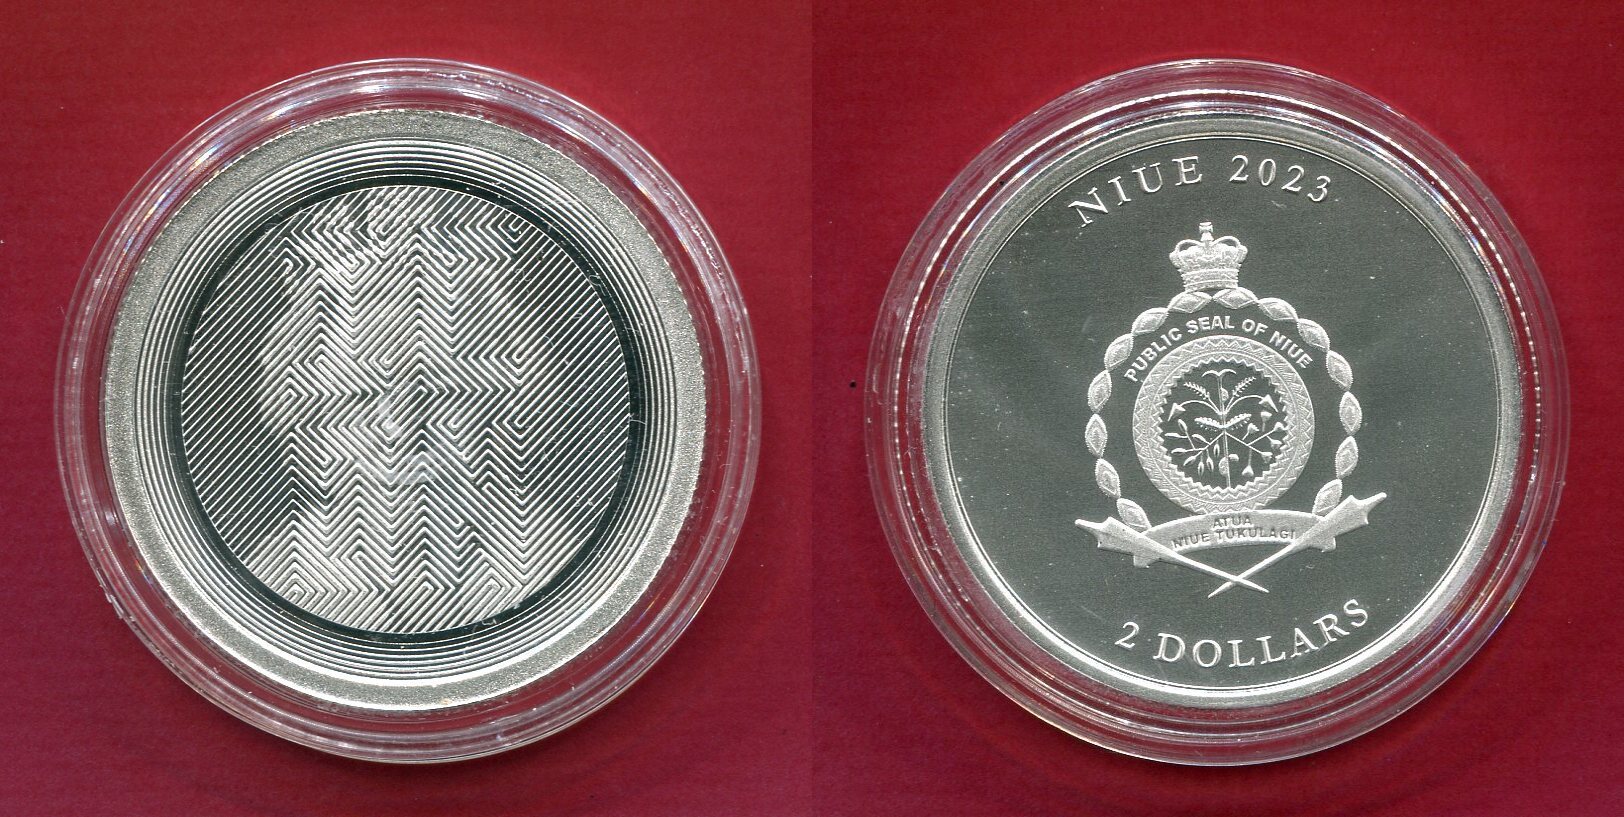 NIUE 2023
PUBLIC SEAL OF NIUE
ATUA
NIUE TUKULAGI
2 DOLLARS